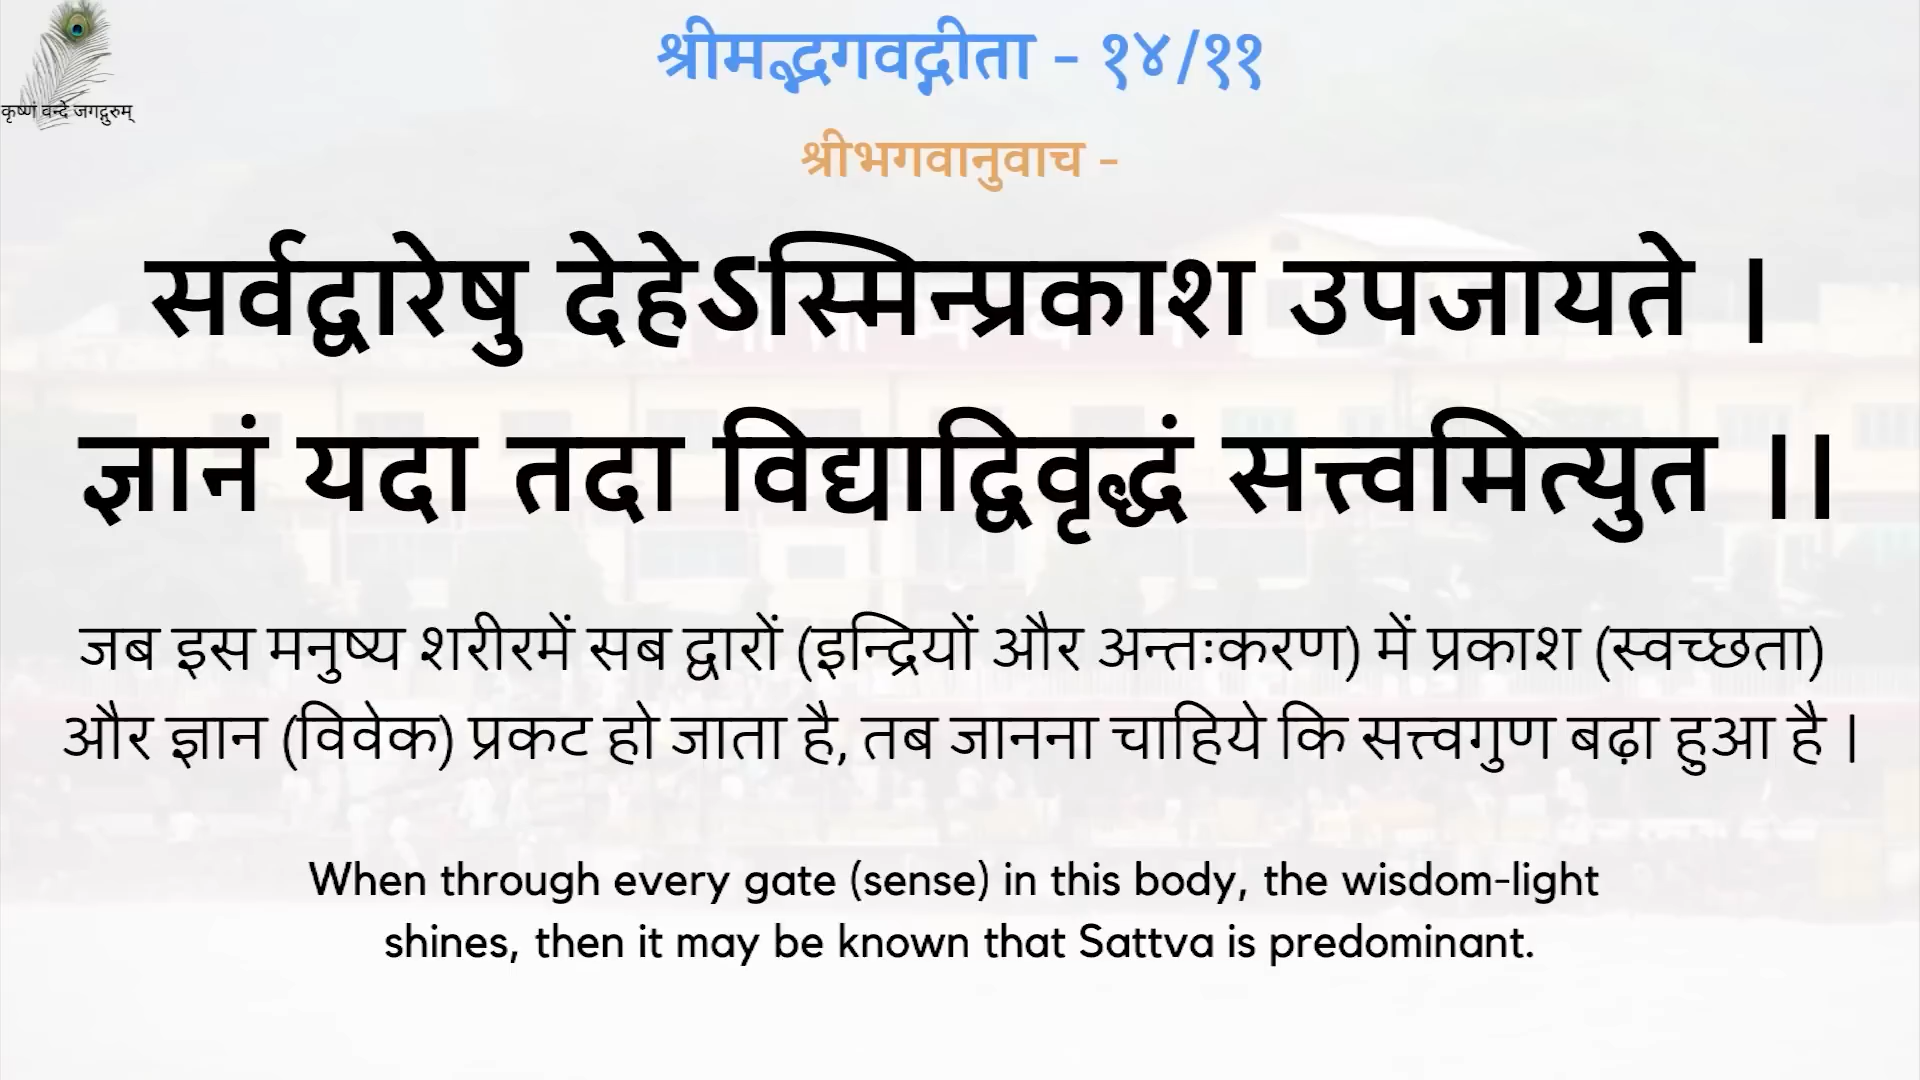 श्रीमद्भगवद्गीता - १४/११
कृष्णं वन्दे जगद्गुरुम्
श्रीभगवानुवाच -
सर्वद्वारेषु देहेऽस्मिन्प्रकाश उपजायते ।
ज्ञानं यदा तदा विद्याद्विवृद्धं सत्त्वमित्युत ।।
जब इस मनुष्य शरीरमें सब द्वारों (इन्द्रियों और अन्तःकरण) में प्रकाश (स्वच्छता)
और ज्ञान (विवेक) प्रकट हो जाता है, तब जानना चाहिये कि सत्त्वगुण बढ़ा हुआ है ।
When through every gate (sense) in this body, the wisdom-light
shines, then it may be known that Sattva is predominant.